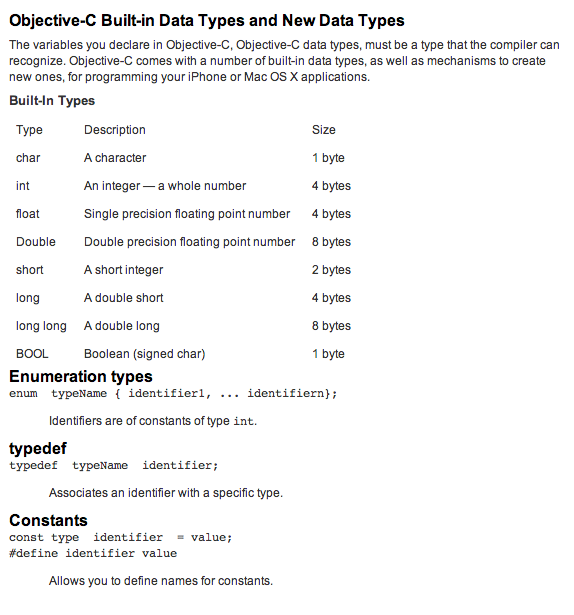 Objective-C Built-in Data Types and New Data Types
The variables you declare in Objective-C, Objective-C data types, must be a type that the compiler can
recognize. Objective-C comes with a number of built-in data types, as well as mechanisms to create
new ones, for programming your iPhone or Mac OS X applications.
Built-In Types
Type Description Size
char A character 1 byte
int An integer — a whole number 4 bytes
float Single precision floating point number 4 bytes
Double Double precision floating point number 8 bytes
short A short integer 2 bytes
long A double short 4 bytes
long long A double long 8 bytes
BOOL Boolean (signed char) 1 byte
Enumeration types
enum typeName { identifier1, ... identifiern};
Identifiers are of constants of type int.
typedef
typedef typeName identifier;
Associates an identifier with a specific type.
Constants
const type identifier = value;
#define identifier value
Allows you to define names for constants.